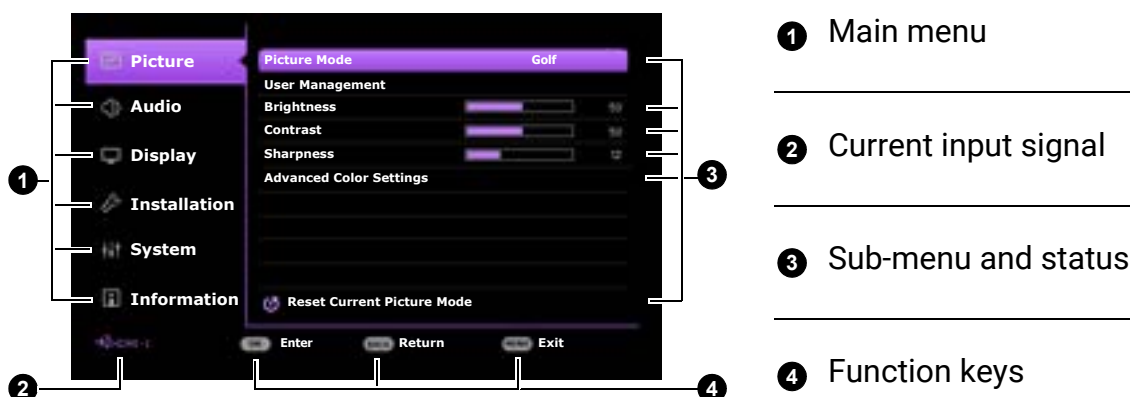 Picture
Audio
Display
Installation
System
Information
Picture Mode Golf
User Management
Brightness
Contrast
Sharpness
Advanced Color Settings
Reset Current Picture Mode
Enter
Return
MENU Exit
1
2
3
4
1 Main menu
2 Current input signal
3 Sub-menu and status
4 Function keys